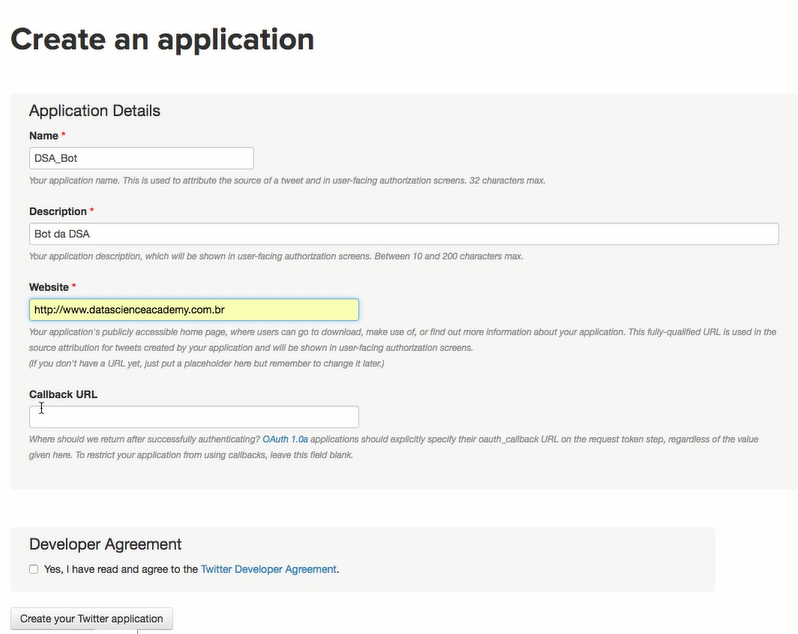 Create an application
Application Details
Name *
DSA_Bot
Your application name. This is used to attribute the source of a tweet and in user-facing authorization screens. 32 characters max.
Description *
Bot da DSA
Your application description, which will be shown in user-facing authorization screens. Between 10 and 200 characters max.
Website *
http://www.datascienceacademy.com.br
Your application's publicly accessible home page, where users can go to download, make use of, or find out more information about your application. This fully-qualified URL is used in the
source attribution for tweets created by your application and will be shown in user-facing authorization screens.
(If you don't have a URL yet, just put a placeholder here but remember to change it later.)
Callback URL
Where should we return after successfully authenticating? OAuth 1.0a applications should explicitly specify their oauth_callback URL on the request token step, regardless of the value
given here. To restrict your application from using callbacks, leave this field blank.
Developer Agreement
Yes, I have read and agree to the Twitter Developer Agreement.
Create your Twitter application